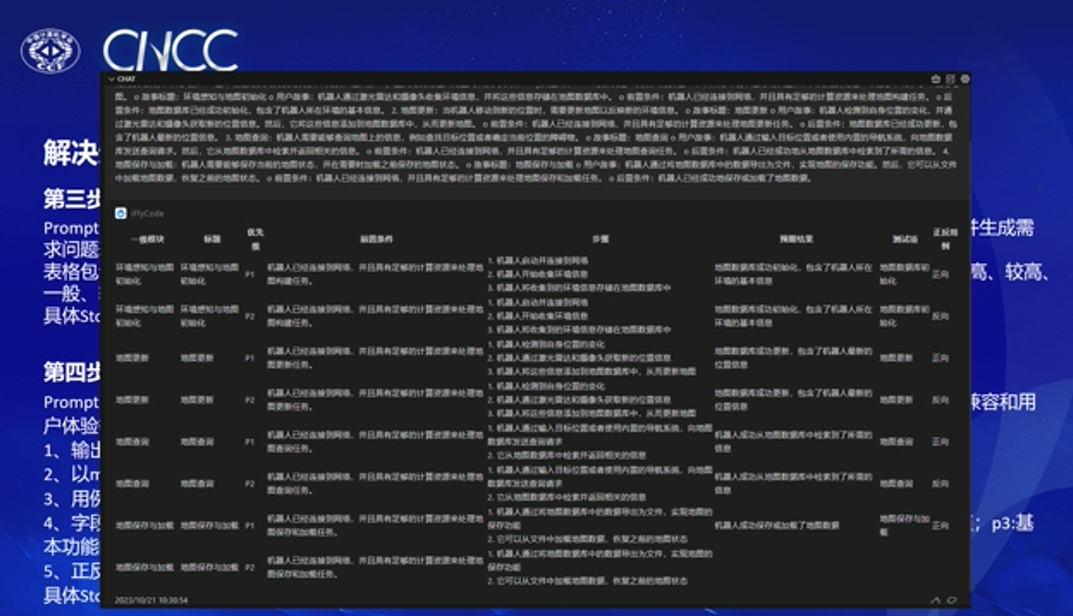 CNCC
CCF
CHAT
图。 o 故事标题：环境感知与地图初始化 o 用户故事：机器人通过激光雷达和摄像头收集环境信息，并将这些信息存储在地图数据库中。 o 前置条件：机器人已经连接到网络，并且具有足够的计算资源来处理地图构建任务。 o 后
置条件：地图数据库已经成功初始化，包含了机器人所在环境的基本信息。 2. 地图更新：当机器人移动到新的位置时，需要更新地图以反映新的环境信息。 o 故事标题：地图更新 o 用户故事：机器人检测到自身位置的变化，并通
过激光雷达和摄像头获取新的位置信息。然后，它将这些信息添加到地图数据库中，从而更新地图。 o 前置条件：机器人已经连接到网络，并且具有足够的计算资源来处理地图更新任务。 o 后置条件：地图数据库已经成功更新，包
含了机器人最新的位置信息。 3. 地图查询：机器人需要能够查询地图上的信息，例如查找目标位置或者确定当前位置的障碍物。 o 故事标题：地图查询 o 用户故事：机器人通过输入目标位置或者使用内置的导航系统，向地图数据
库发送查询请求。然后，它从地图数据库中检索并返回相关的信息。 o 前置条件：机器人已经连接到网络，并且具有足够的计算资源来处理地图查询任务。 o 后置条件：机器人已经成功地从地图数据库中检索到了所需的信息。 4.
地图保存与加载：机器人需要能够保存当前的地图状态，并在需要时加载之前保存的地图状态。 o 故事标题：地图保存与加载 o 用户故事：机器人通过将地图数据库中的数据导出为文件，实现地图的保存功能。然后，它可以从文件
中加载地图数据，恢复之前的地图状态。 o 前置条件：机器人已经连接到网络，并且具有足够的计算资源来处理地图保存和加载任务。 o 后置条件：机器人已经成功地保存或加载了地图数据。
解决
第三步
Prompt
求问题
表格包
一般、
具体Sto
并生成需
高、较高、
iFlyCode
一级模块 标题 优先级 前置条件 步骤 预期结果 测试项 正反用例
环境感知与地图初始化 环境感知与地图初始化 P1 机器人已经连接到网络，并且具有足够的计算资源来处理地图构建任务。 1. 机器人启动并连接到网络 2. 机器人开始收集环境信息 3. 机器人将收集到的环境信息存储在地图数据库中 地图数据库成功初始化，包含了机器人所在环境的基本信息 地图数据库初始化 正向
环境感知与地图初始化 环境感知与地图初始化 P2 机器人已经连接到网络，并且具有足够的计算资源来处理地图构建任务。 1. 机器人启动并连接到网络 2. 机器人开始收集环境信息 3. 机器人将收集到的环境信息存储在地图数据库中 地图数据库成功初始化，包含了机器人所在环境的基本信息 地图数据库初始化 反向
地图更新 地图更新 P1 机器人已经连接到网络，并且具有足够的计算资源来处理地图更新任务。 1. 机器人检测到自身位置的变化 2. 机器人通过激光雷达和摄像头获取新的位置信息 3. 机器人将这些信息添加到地图数据库中，从而更新地图 地图数据库成功更新，包含了机器人最新的位置信息 地图更新 正向
地图更新 地图更新 P2 机器人已经连接到网络，并且具有足够的计算资源来处理地图更新任务。 1. 机器人检测到自身位置的变化 2. 机器人通过激光雷达和摄像头获取新的位置信息 3. 机器人将这些信息添加到地图数据库中，从而更新地图 地图数据库成功更新，包含了机器人最新的位置信息 地图更新 反向
地图查询 地图查询 P1 机器人已经连接到网络，并且具有足够的计算资源来处理地图查询任务。 1. 机器人通过输入目标位置或者使用内置的导航系统，向地图数据库发送查询请求 2. 它从地图数据库中检索并返回相关的信息 机器人成功从地图数据库中检索到了所需的信息 地图查询 正向
地图查询 地图查询 P2 机器人已经连接到网络，并且具有足够的计算资源来处理地图查询任务。 1. 机器人通过输入目标位置或者使用内置的导航系统，向地图数据库发送查询请求 2. 它从地图数据库中检索并返回相关的信息 机器人成功从地图数据库中检索到了所需的信息 地图查询 反向
地图保存与加载 地图保存与加载 P1 机器人已经连接到网络，并且具有足够的计算资源来处理地图保存和加载任务。 1. 机器人通过将地图数据库中的数据导出为文件，实现地图的保存功能 2. 它可以从文件中加载地图数据，恢复之前的地图状态 机器人成功保存或加载了地图数据 地图保存与加载 正向
地图保存与加载 地图保存与加载 P2 机器人已经连接到网络，并且具有足够的计算资源来处理地图保存和加载任务。 1. 机器人通过将地图数据库中的数据导出为文件，实现地图的保存功能 2. 它可以从文件中加载地图数据，恢复之前的地图状态
2023/10/21 10:30:54
第四步
Prompt
户体验
1、输出
2、以m
3、用例
4、字段
本功能
5、正反
具体Sto
兼容和用
；p3:基